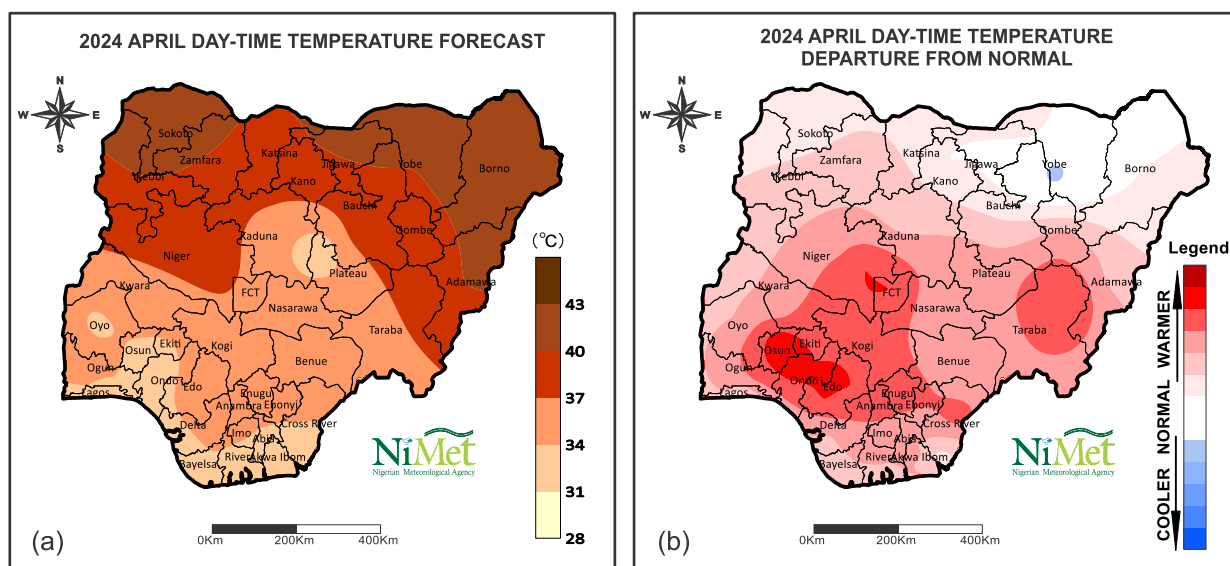 2024 APRIL DAY-TIME TEMPERATURE FORECAST
N
W
E
S
Sokoto
Zamfara
Katsina
Kebbi
Kano
Jigawa
Yobe
Borno
Bauchi
Gombe
Kaduna
Niger
Plateau
Adamawa
Kwara
FCT
Nasarawa
Oyo
Taraba
Osun
Ekiti
Kogi
Benue
Ogun
Ondo
Edo
Lagos
Enugu
Anambra
Ebonyi
Delta
Imo
Abia
Cross River
Bayelsa
River
Akwa Ibom
(°C)
43
40
37
34
31
28
NiMet
Nigerian Meteorological Agency
(a)
0Km
200Km
400Km
2024 APRIL DAY-TIME TEMPERATURE
DEPARTURE FROM NORMAL
N
W
E
S
Sokoto
Zamfara
Katsina
Kebbi
Kano
Jigawa
Yobe
Borno
Bauchi
Gombe
Kaduna
Niger
Plateau
Adamawa
Kwara
FCT
Nasarawa
Oyo
Taraba
Osun
Ekiti
Kogi
Benue
Ogun
Ondo
Edo
Lagos
Enugu
Anambra
Ebonyi
Delta
Imo
Abia
Cross River
Bayelsa
River
Akwa Ibom
Legend
COOLER NORMAL WARMER
NiMet
Nigerian Meteorological Agency
(b)
0Km
200Km
400Km